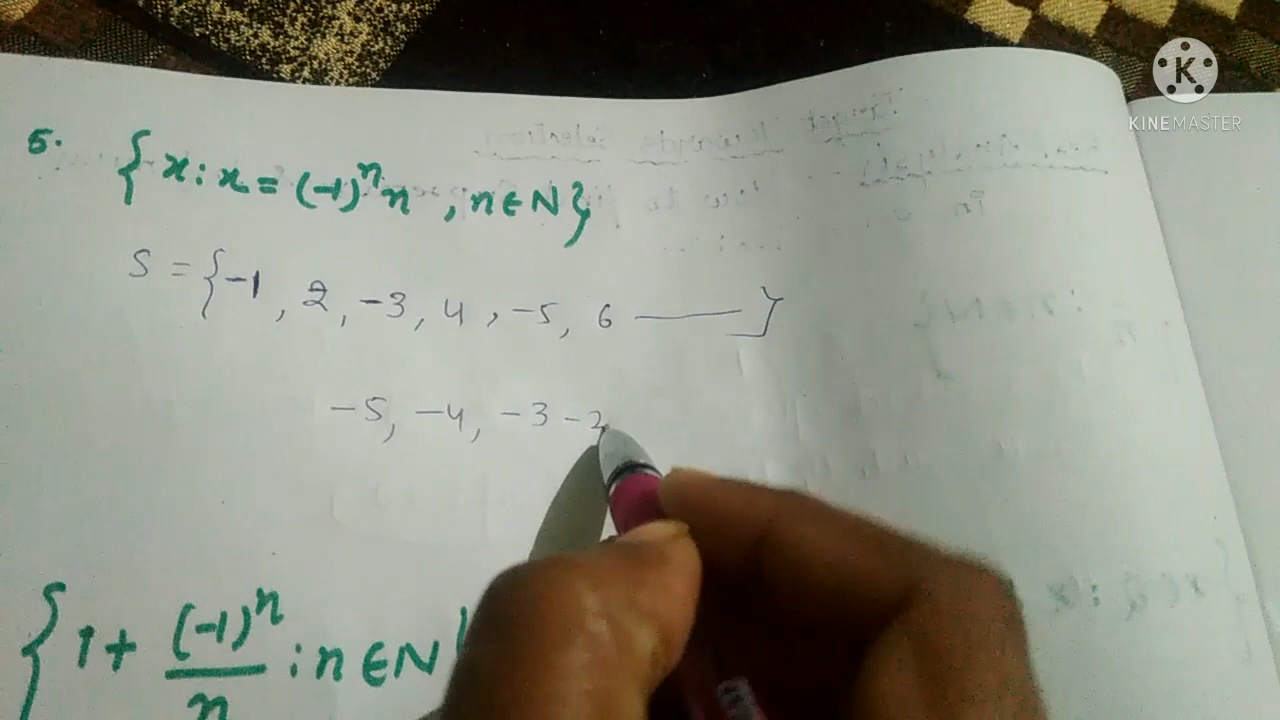 KINEMASTER
5. {x : x = (-1)ⁿn , n ∈ N}
S = {-1 , 2, -3, 4 , -5, 6 ——— }
-5, -4, -3 -2
{1 + (-1)ⁿ/n : n ∈ N